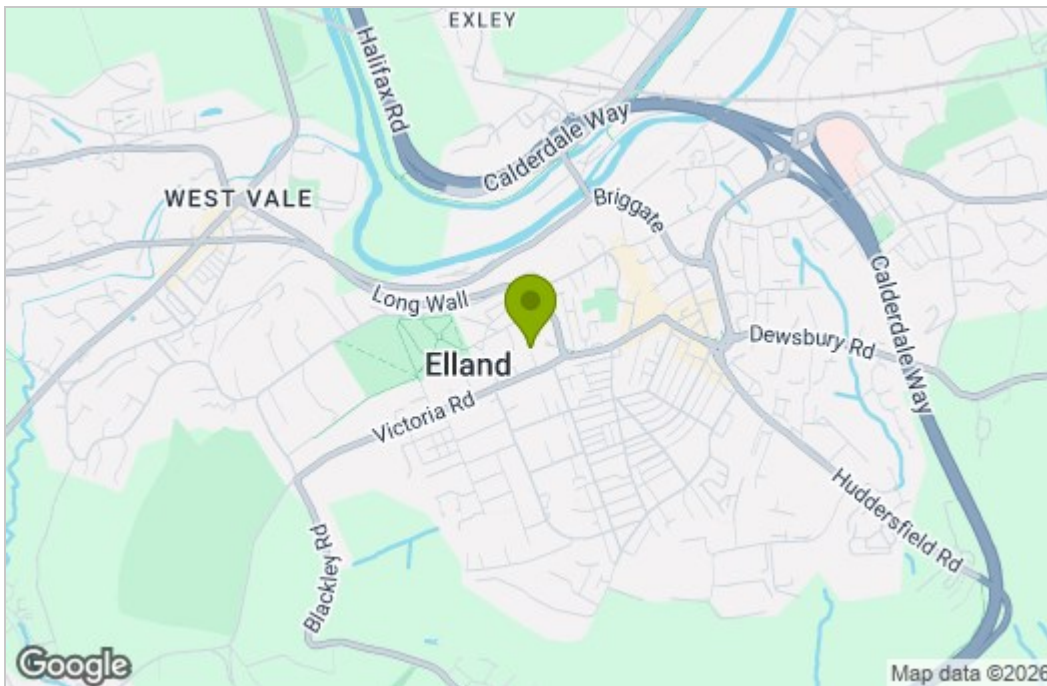 EXLEY
Halifax Rd
Calderdale Way
WEST VALE
Briggate
Calderdale Way
Long Wall
Dewsbury Rd
Elland
Victoria Rd
Huddersfield Rd
Blackley Rd
Google
Map data ©2026